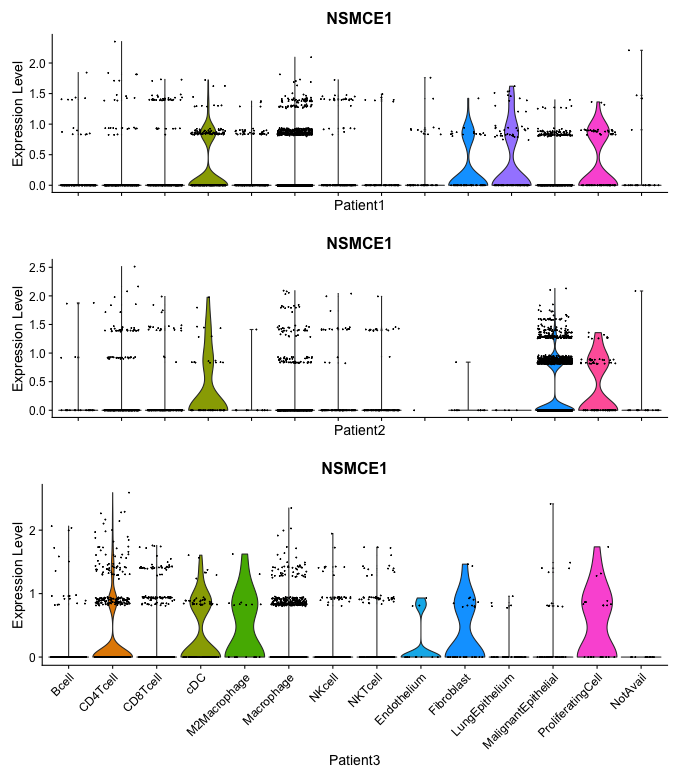 NSMCE1
Expression Level
2.0
1.5
1.0
0.5
0.0
Patient1
NSMCE1
Expression Level
2.5
2.0
1.5
1.0
0.5
0.0
Patient2
NSMCE1
Expression Level
2
1
0
Bcell
CD4Tcell
CD8Tcell
cDC
M2Macrophage
Macrophage
NKcell
NKTcell
Endothelium
Fibroblast
LungEpithelium
MalignantEpithelial
ProliferatingCell
NotAvail
Patient3